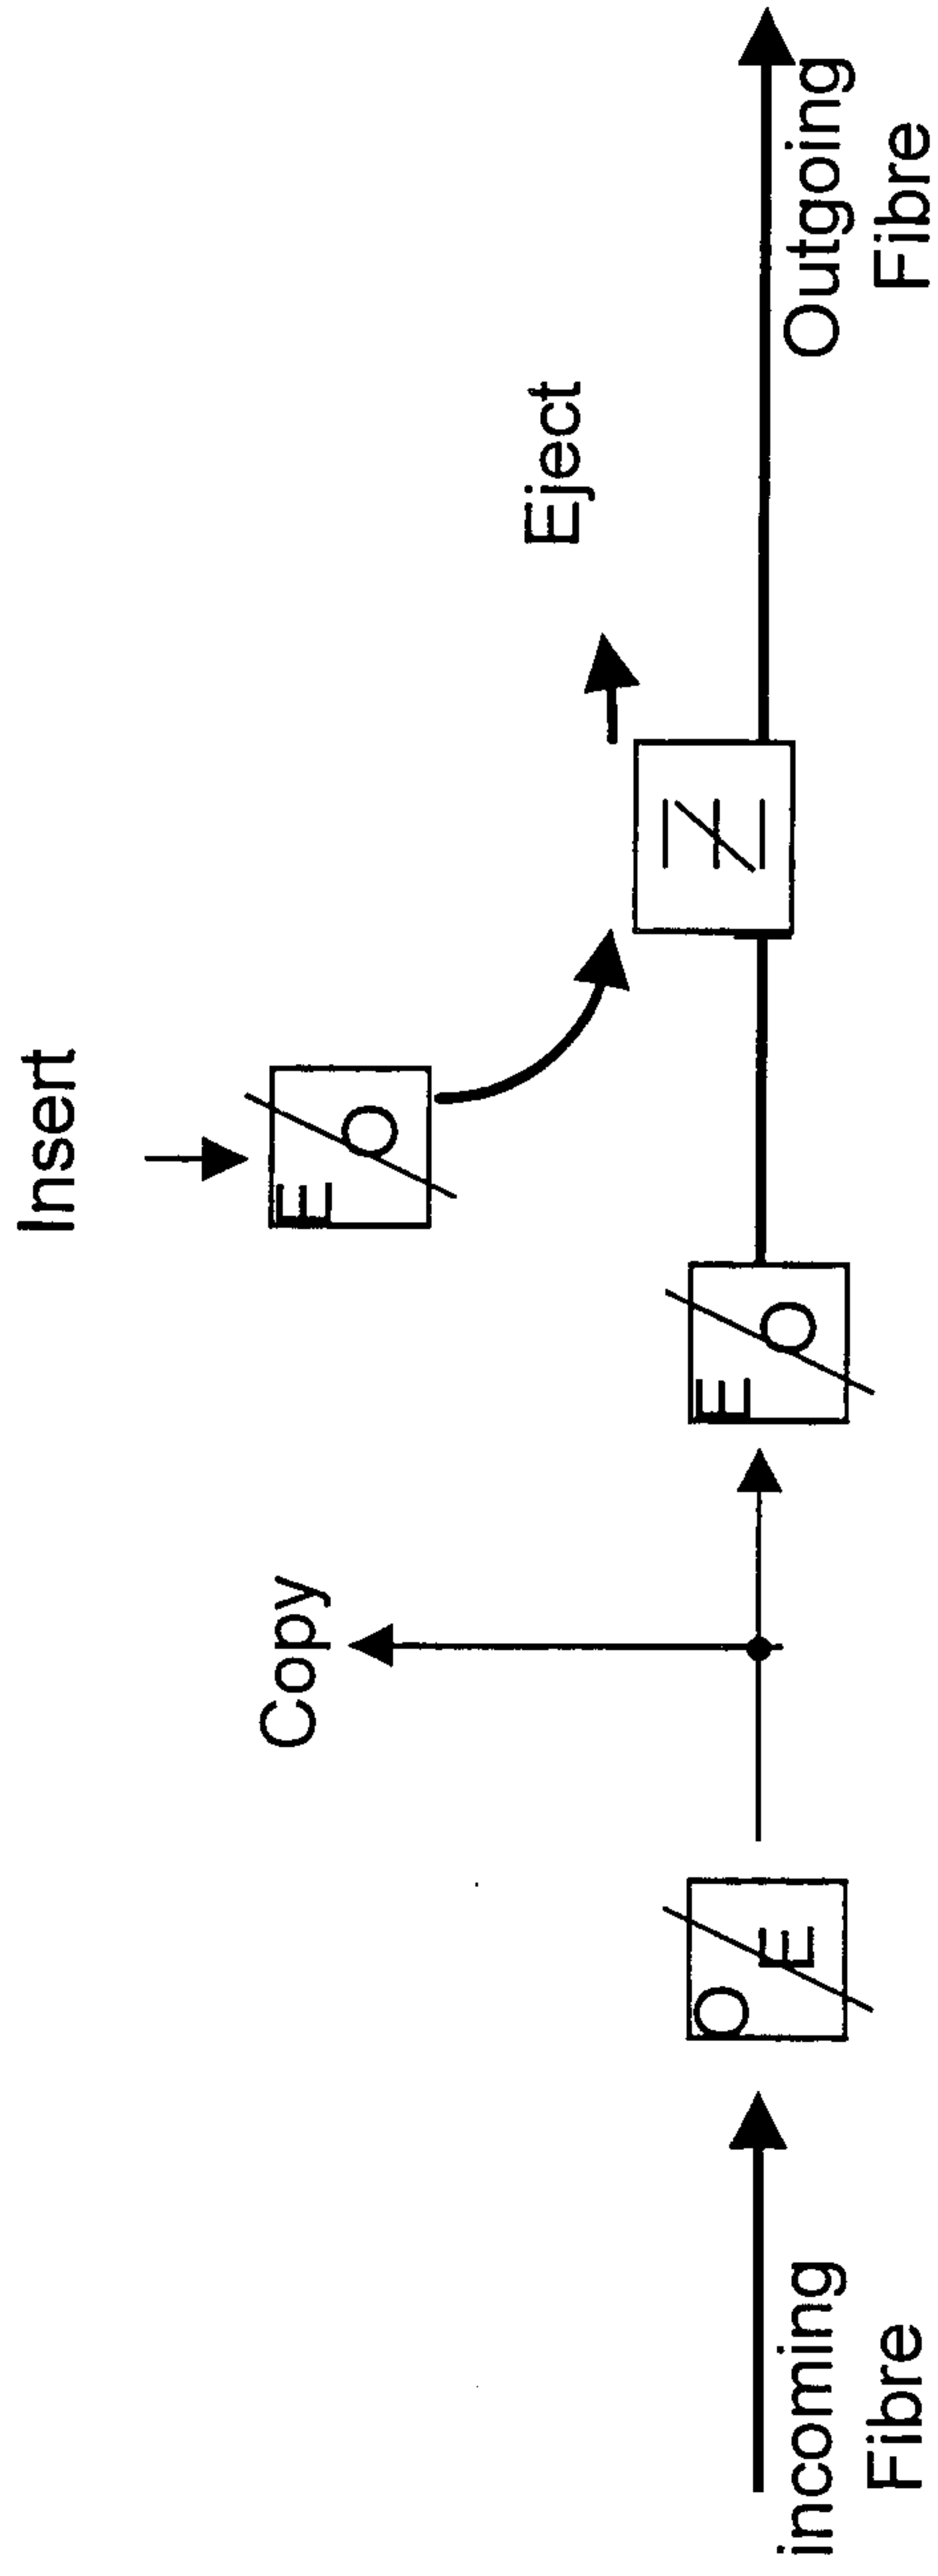 Insert
Copy
Eject
E
O
O
E
E
O
incoming
Fibre
Outgoing
Fibre